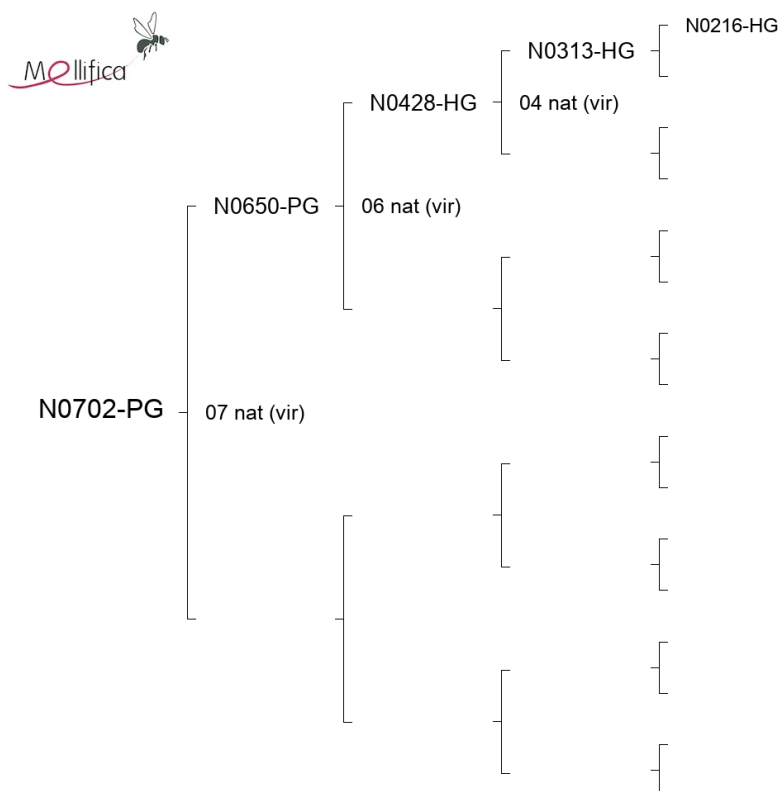 Mellifica
N0216-HG
N0313-HG
N0428-HG
04 nat (vir)
N0650-PG
06 nat (vir)
N0702-PG
07 nat (vir)